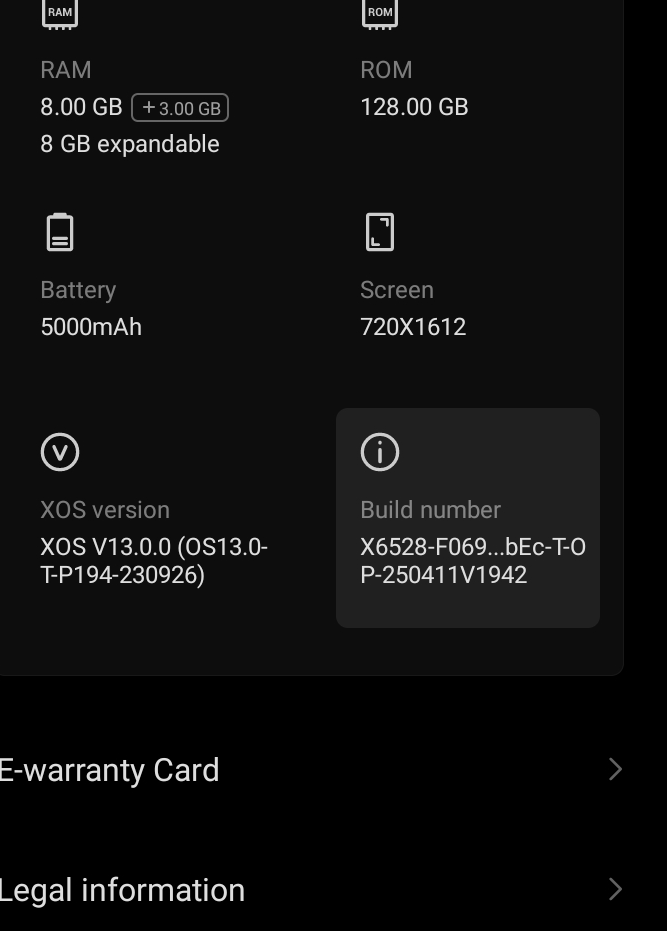 RAM
ROM
RAM
8.00 GB +3.00 GB
8 GB expandable
ROM
128.00 GB
Battery
5000mAh
Screen
720X1612
XOS version
XOS V13.0.0 (OS13.0-
T-P194-230926)
Build number
X6528-F069...bEc-T-O
P-250411V1942
E-warranty Card
Legal information